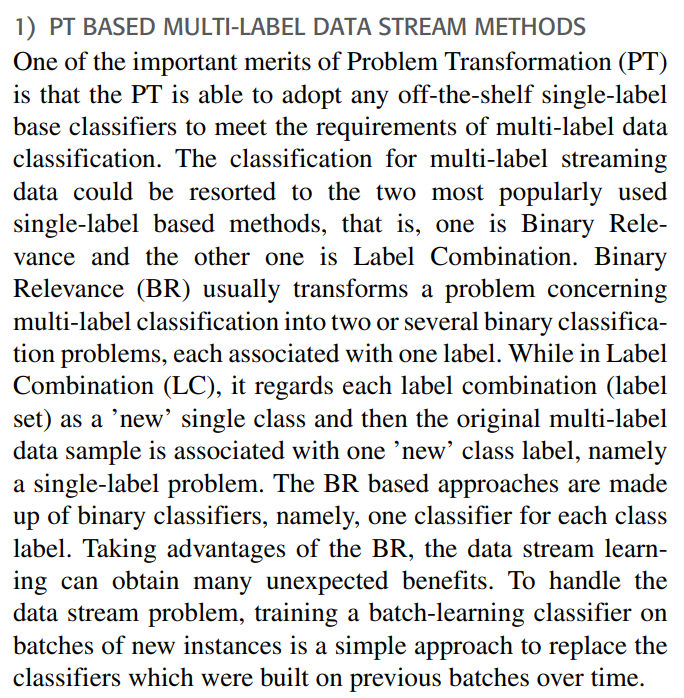 1) PT BASED MULTI-LABEL DATA STREAM METHODS
One of the important merits of Problem Transformation (PT)
is that the PT is able to adopt any off-the-shelf single-label
base classifiers to meet the requirements of multi-label data
classification. The classification for multi-label streaming
data could be resorted to the two most popularly used
single-label based methods, that is, one is Binary Rele-
vance and the other one is Label Combination. Binary
Relevance (BR) usually transforms a problem concerning
multi-label classification into two or several binary classifica-
tion problems, each associated with one label. While in Label
Combination (LC), it regards each label combination (label
set) as a ’new’ single class and then the original multi-label
data sample is associated with one ’new’ class label, namely
a single-label problem. The BR based approaches are made
up of binary classifiers, namely, one classifier for each class
label. Taking advantages of the BR, the data stream learn-
ing can obtain many unexpected benefits. To handle the
data stream problem, training a batch-learning classifier on
batches of new instances is a simple approach to replace the
classifiers which were built on previous batches over time.